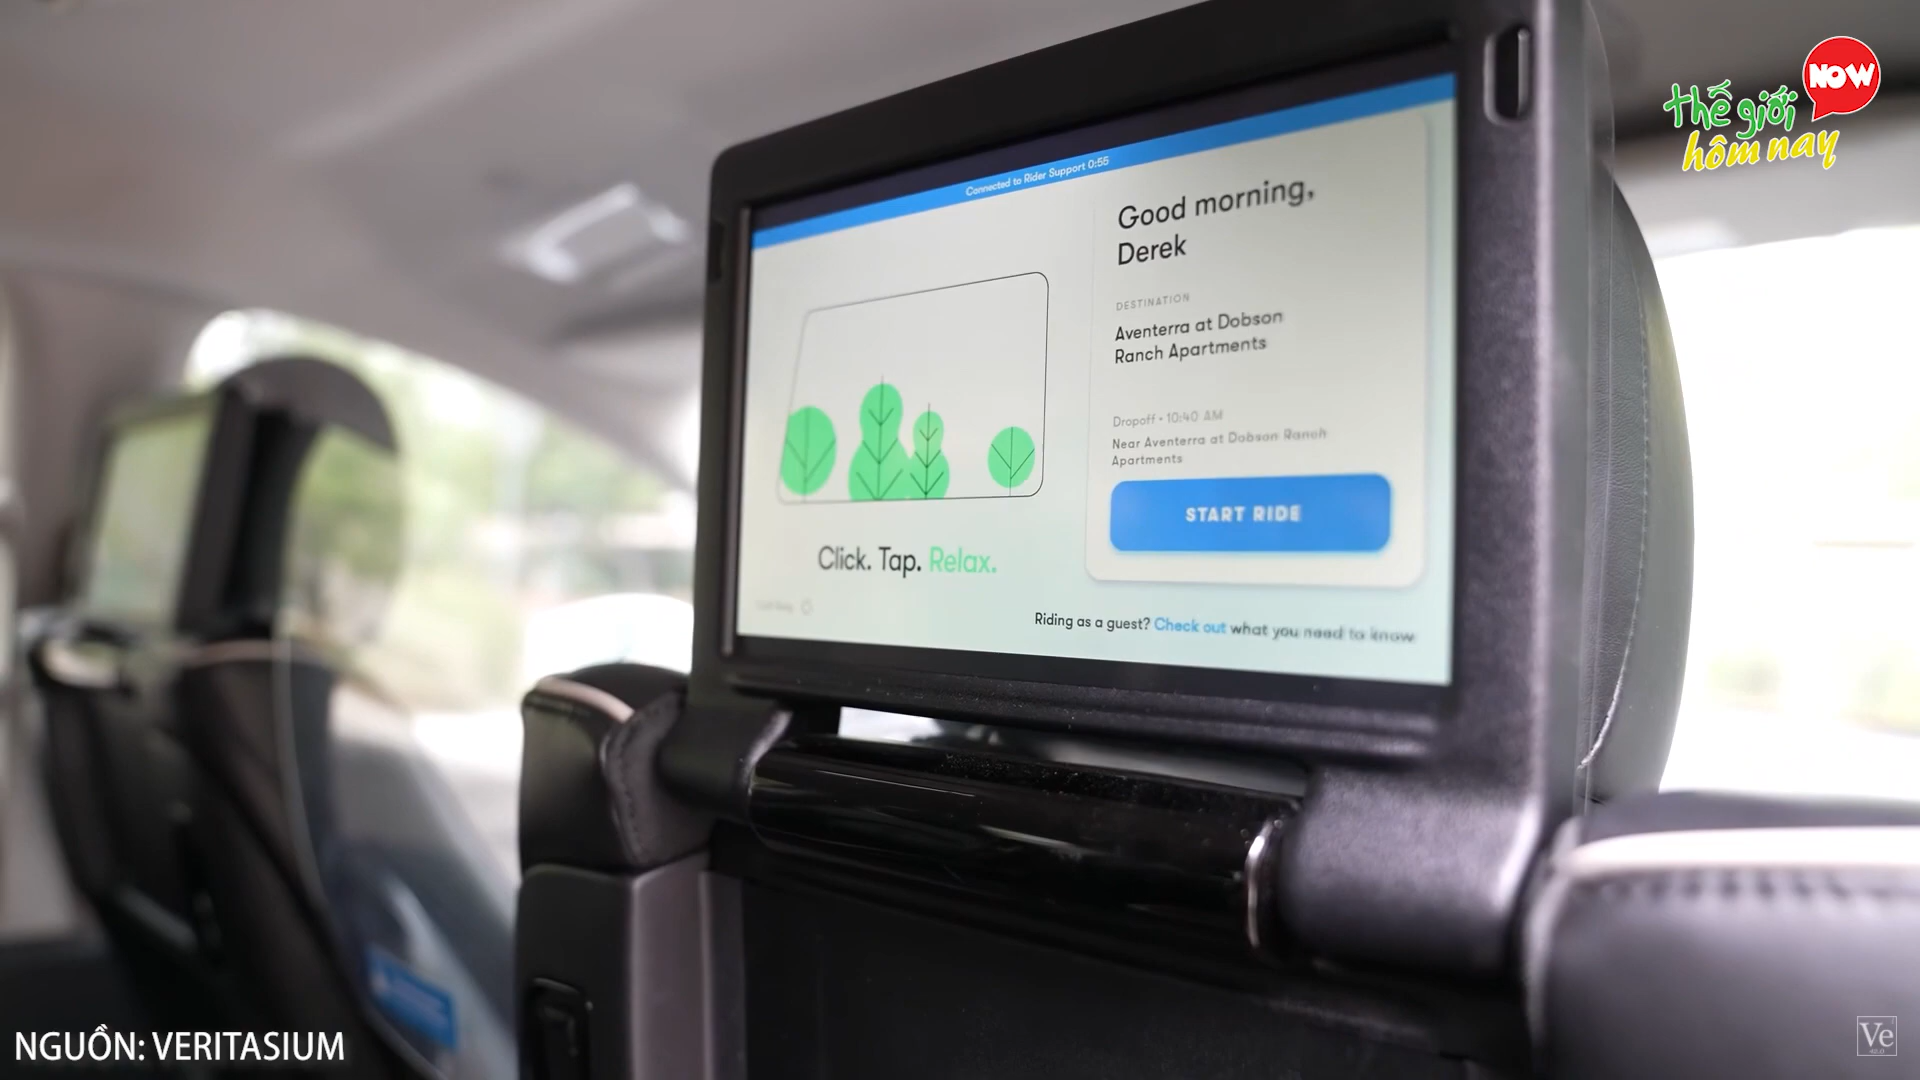 NOW
thế giới
hôm nay
Connected to Rider Support 0:55
Good morning,
Derek
DESTINATION
Aventerra at Dobson
Ranch Apartments
Dropoff • 10:40 AM
Near Aventerra at Dobson Ranch
Apartments
START RIDE
Click. Tap. Relax.
Riding as a guest? Check out what you need to know
NGUỒN: VERITASIUM
Ve